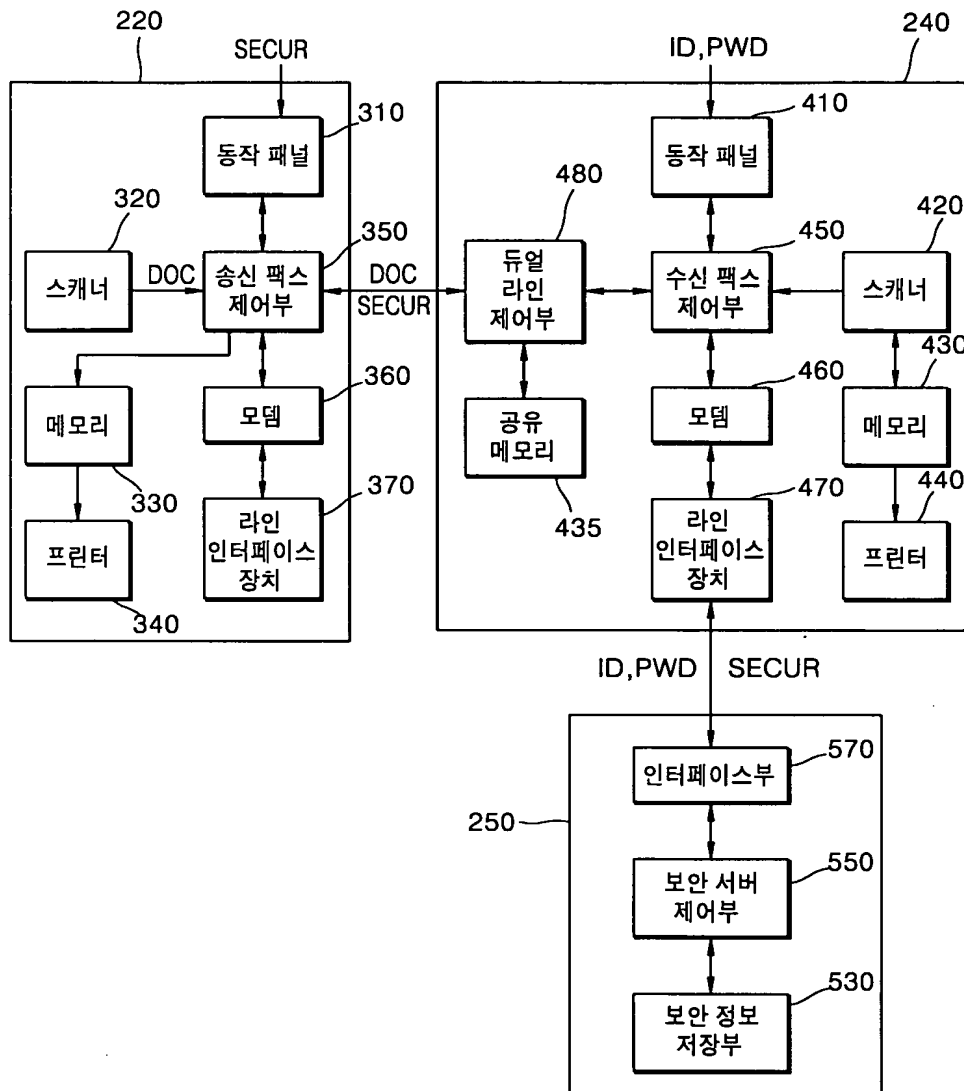 220
SECUR
310
동작 패널
320
스캐너
DOC
350
송신 팩스
제어부
360
메모리
330
모뎀
370
프린터
340
라인
인터페이스
장치
DOC
SECUR
240
ID,PWD
410
동작 패널
480
듀얼
라인
제어부
450
수신 팩스
제어부
420
스캐너
430
460
공유
메모리
435
모뎀
메모리
470
440
라인
인터페이스
장치
프린터
ID,PWD
SECUR
250
570
인터페이스부
550
보안 서버
제어부
530
보안 정보
저장부